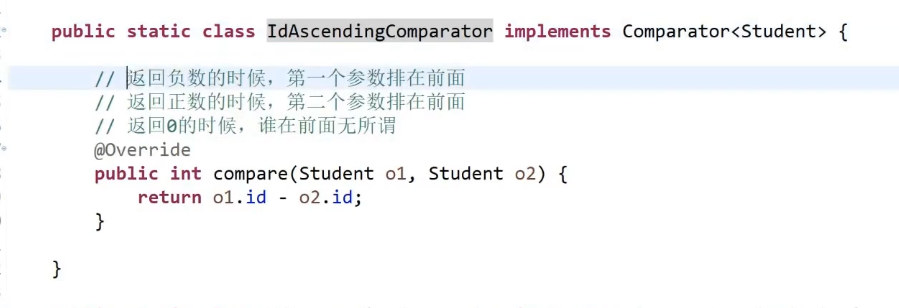 public static class IdAscendingComparator implements Comparator<Student> {
// 返回负数的时候，第一个参数排在前面
// 返回正数的时候，第二个参数排在前面
// 返回0的时候，谁在前面无所谓
@Override
public int compare(Student o1, Student o2) {
return o1.id - o2.id;
}
}